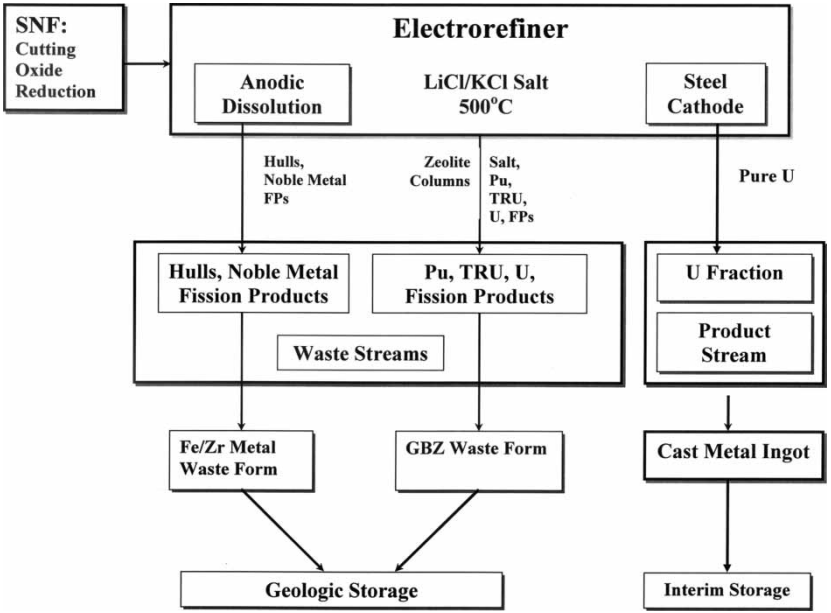 SNF:
Cutting
Oxide
Reduction
Electrorefiner
Anodic
Dissolution
LiCl/KCl Salt
500°C
Steel
Cathode
Hulls,
Noble Metal
FPs
Zeolite
Columns
Salt,
Pu,
TRU,
U, FPs
Pure U
Hulls, Noble Metal
Fission Products
Pu, TRU, U,
Fission Products
Waste Streams
U Fraction
Product
Stream
Fe/Zr Metal
Waste Form
GBZ Waste Form
Cast Metal Ingot
Geologic Storage
Interim Storage